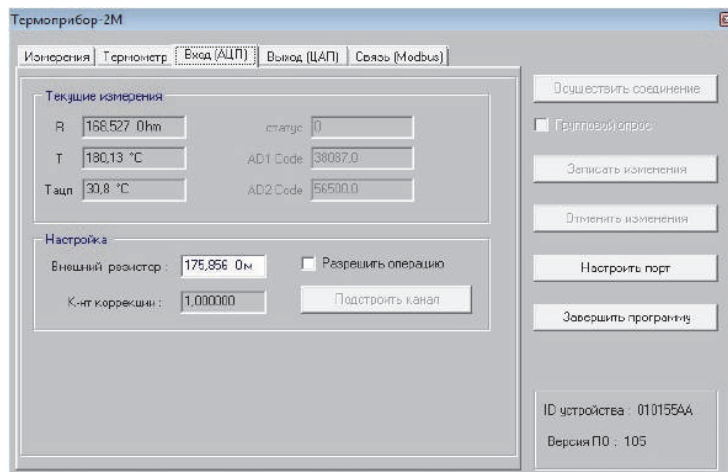 Термоприбор-2М
Измерения Термометр Вход (АЦП) Выход (ЦАП) Связь (Modbus)
Текущие измерения
R 168,527 Ohm статус 0
T 180,13 °C AD1 Code 38087,0
Тацп 30,8 °C AD2 Code 56500,0
Настройка
Внешний резистор : 175,856 Ом Разрешить операцию
К-нт коррекции : 1,000000 Подстроить канал
Осуществить соединение
Групповой опрос
Записать изменения
Отменить изменения
Настроить порт
Завершить программу
ID устройства : 010155AA
Версия ПО : 105